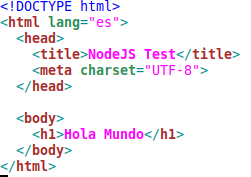 <!DOCTYPE html>
<html lang="es">
  <head>
    <title>NodeJS Test</title>
    <meta charset="UTF-8">
  </head>

  <body>
    <h1>Hola Mundo</h1>
  </body>
</html>